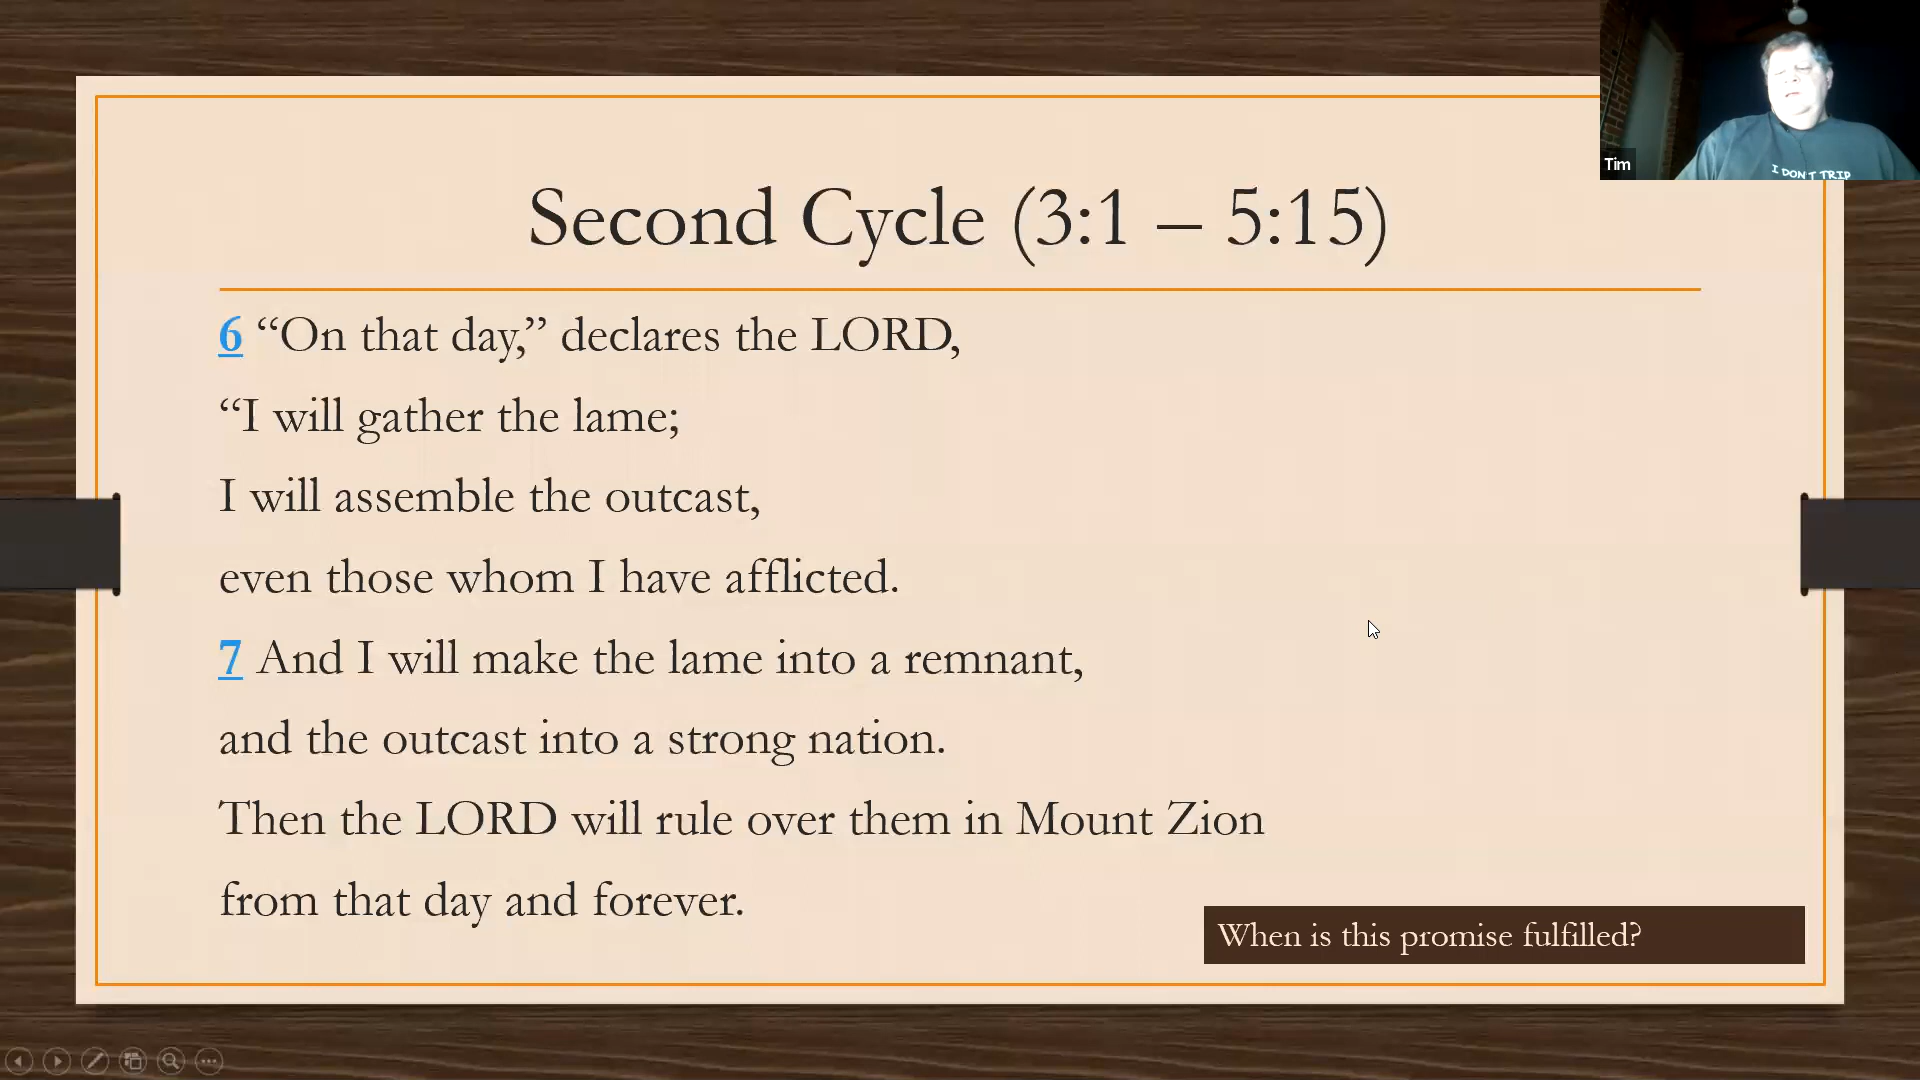 Second Cycle (3:1 – 5:15)
6 “On that day,” declares the LORD,
“I will gather the lame;
I will assemble the outcast,
even those whom I have afflicted.
7 And I will make the lame into a remnant,
and the outcast into a strong nation.
Then the LORD will rule over them in Mount Zion
from that day and forever.
When is this promise fulfilled?
Tim
I DON'T TRIP